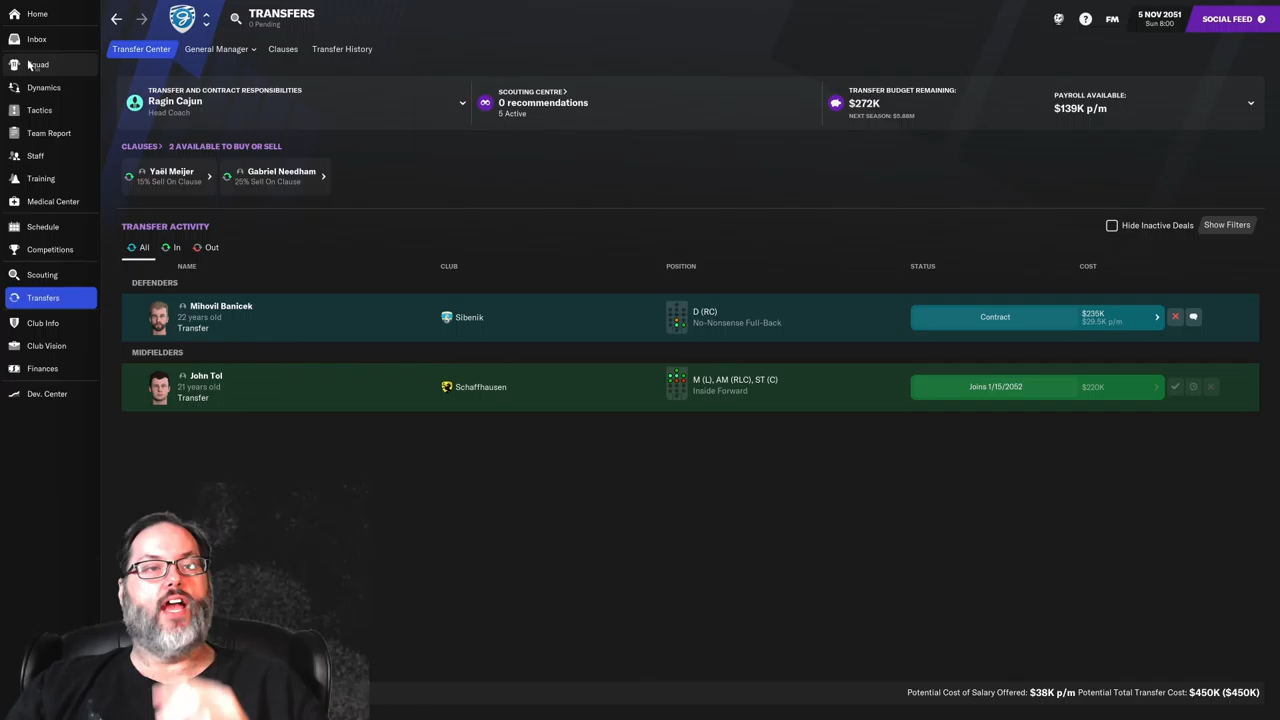 Home
TRANSFERS
0 Pending
FM
5 NOV 2051
Sun 8:00
SOCIAL FEED
Inbox
Transfer Center
General Manager
Clauses
Transfer History
Dynamics
Tactics
Team Report
Staff
Training
Medical Center
Schedule
Competitions
Scouting
Transfers
Club Info
Club Vision
Finances
Dev. Center
TRANSFER AND CONTRACT RESPONSIBILITIES
Ragin Cajun
Head Coach
SCOUTING CENTRE >
0 recommendations
5 Active
TRANSFER BUDGET REMAINING:
$272K
NEXT SEASON: $5.88M
PAYROLL AVAILABLE:
$139K p/m
CLAUSES > 2 AVAILABLE TO BUY OR SELL
Yaël Meijer
15% Sell On Clause
Gabriel Needham
25% Sell On Clause
TRANSFER ACTIVITY
Hide Inactive Deals
Show Filters
All
In
Out
NAME
CLUB
POSITION
STATUS
COST
DEFENDERS
Mihovil Banicek
22 years old
Transfer
Sibenik
D (RC)
No-Nonsense Full-Back
Contract
$235K
$29.5K p/m
MIDFIELDERS
John Tol
21 years old
Transfer
Schaffhausen
M (L), AM (RLC), ST (C)
Inside Forward
Joins 1/15/2052
$220K
Potential Cost of Salary Offered: $38K p/m Potential Total Transfer Cost: $450K ($450K)